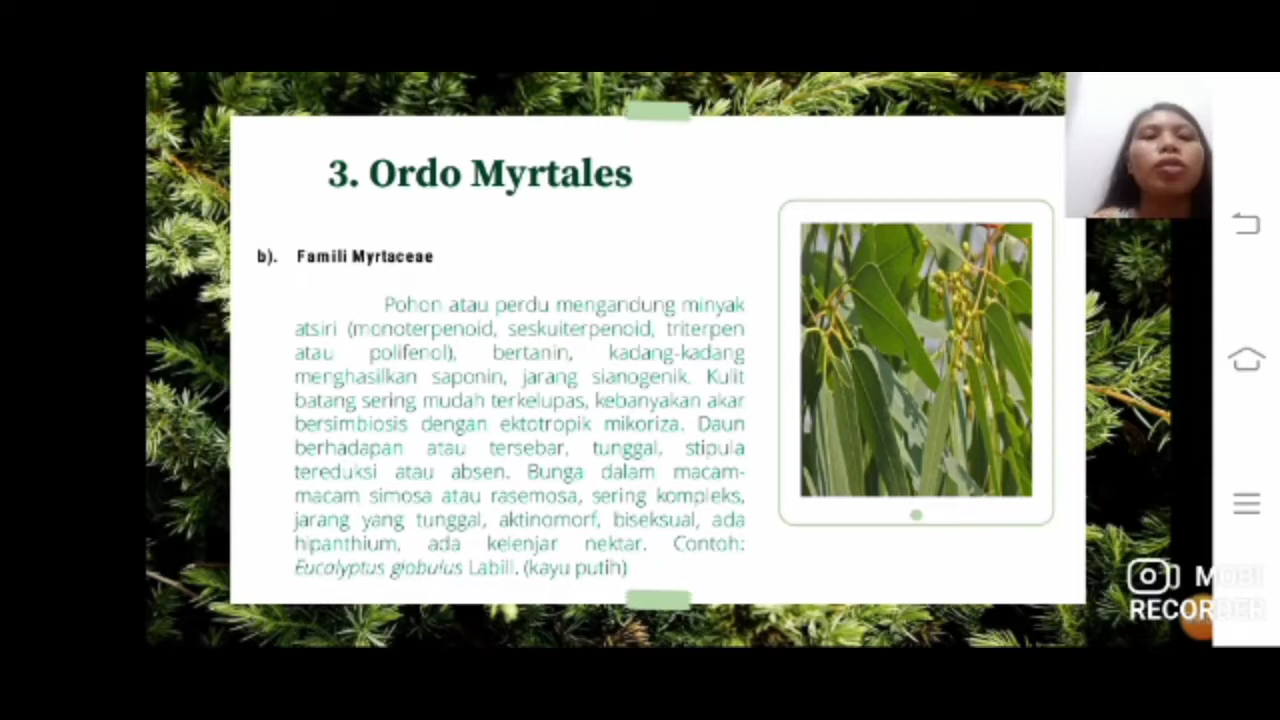 3. Ordo Myrtales
b). Famili Myrtaceae
Pohon atau perdu mengandung minyak
atsiri (monoterpenoid, seskuiterpenoid, triterpen
atau polifenol), bertanin, kadang-kadang
menghasilkan saponin, jarang sianogenik. Kulit
batang sering mudah terkelupas, kebanyakan akar
bersimbiosis dengan ektotropik mikoriza. Daun
berhadapan atau tersebar, tunggal, stipula
tereduksi atau absen. Bunga dalam macam-
macam simosa atau rasemosa, sering kompleks,
jarang yang tunggal, aktinomorf, biseksual, ada
hipanthium, ada kelenjar nektar. Contoh:
Eucalyptus globulus Labill. (kayu putih)
MOBI
RECORDER